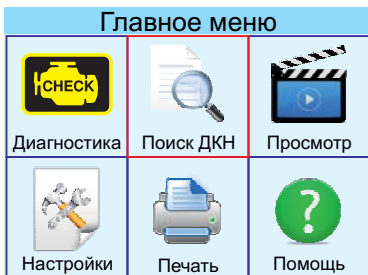 Главное меню
CHECK
Диагностика Поиск ДКН Просмотр
?
Настройки Печать Помощь